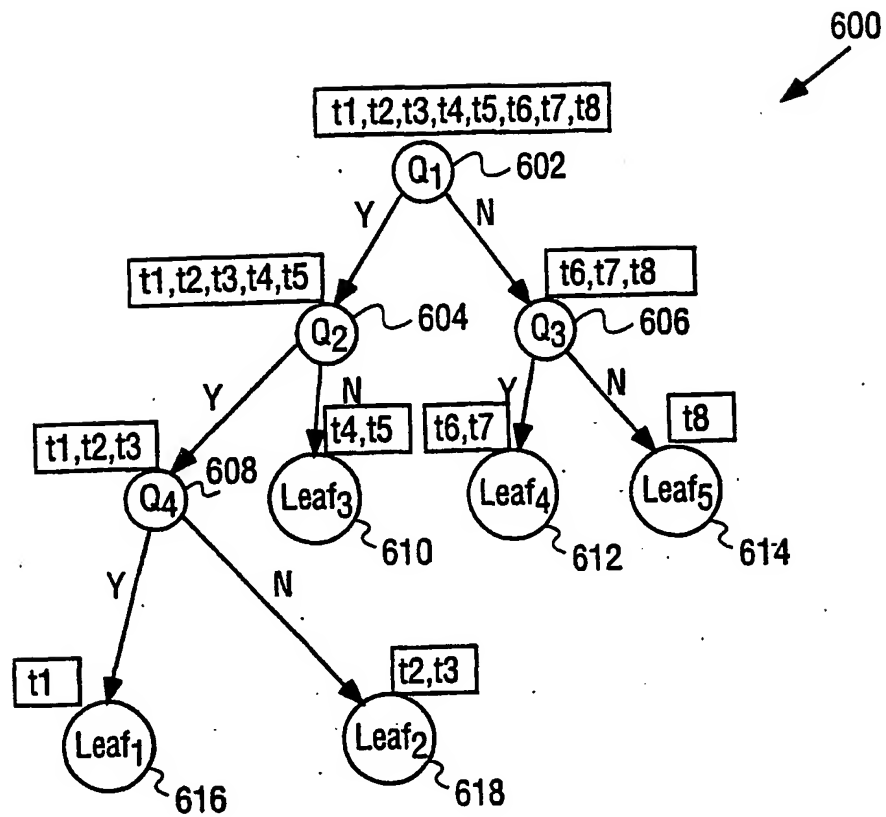 600
t1,t2,t3,t4,t5,t6,t7,t8
Q1 602
Y N
t1,t2,t3,t4,t5 t6,t7,t8
Q2 604 Q3 606
Y N Y N
t1,t2,t3 t4,t5 t6,t7 t8
Q4 608 Leaf3 610 Leaf4 612 Leaf5 614
Y N
t1 t2,t3
Leaf1 616 Leaf2 618